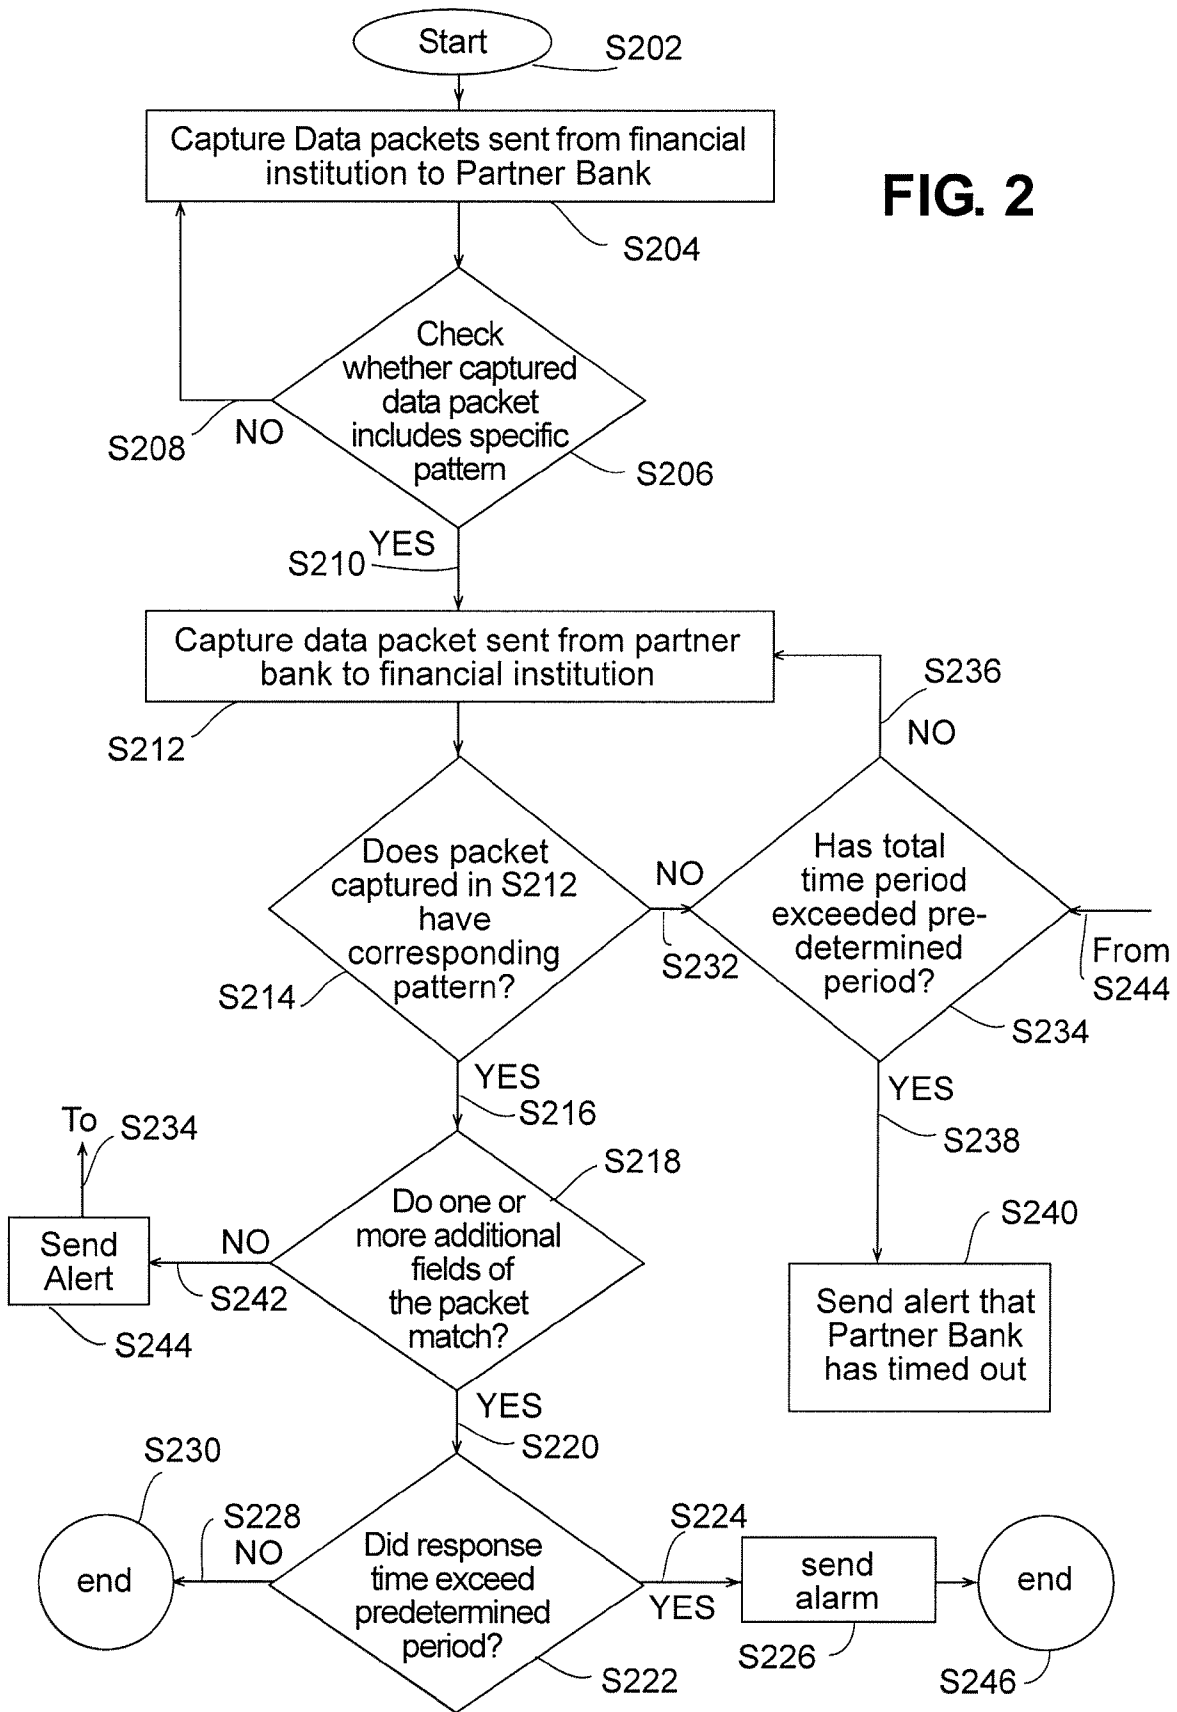 Start
S202
Capture Data packets sent from financial
institution to Partner Bank
FIG. 2
S204
Check
whether captured
data packet
includes specific
pattern
S208
NO
S206
YES
S210
Capture data packet sent from partner
bank to financial institution
S236
NO
S212
Does packet
captured in S212
have
corresponding
pattern?
NO
S232
Has total
time period
exceeded pre-
determined
period?
From
S244
S214
S234
YES
S216
YES
S238
To
S234
S218
Do one or
more additional
fields of
the packet
match?
NO
S242
Send
Alert
S244
S240
Send alert that
Partner Bank
has timed out
YES
S220
S230
end
S228
NO
Did response
time exceed
predetermined
period?
S224
YES
send
alarm
end
S226
S222
S246